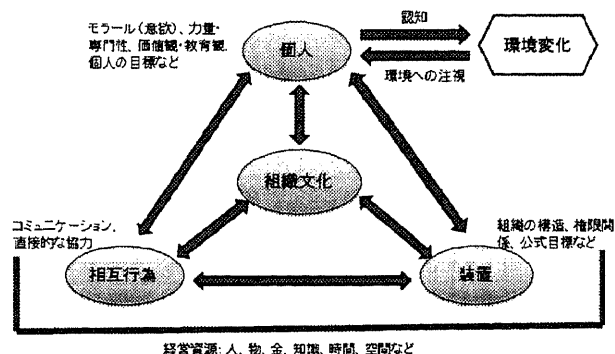 モラール（意欲）、力量・
専門性、価値観・教育観、
個人の目標など
個人
認知
環境への注視
環境変化
組織文化
コミュニケーション、
直接的な協力
相互行為
組織の構造、権限関
係、公式目標など
装置
経営資源：人、物、金、知識、時間、空間など